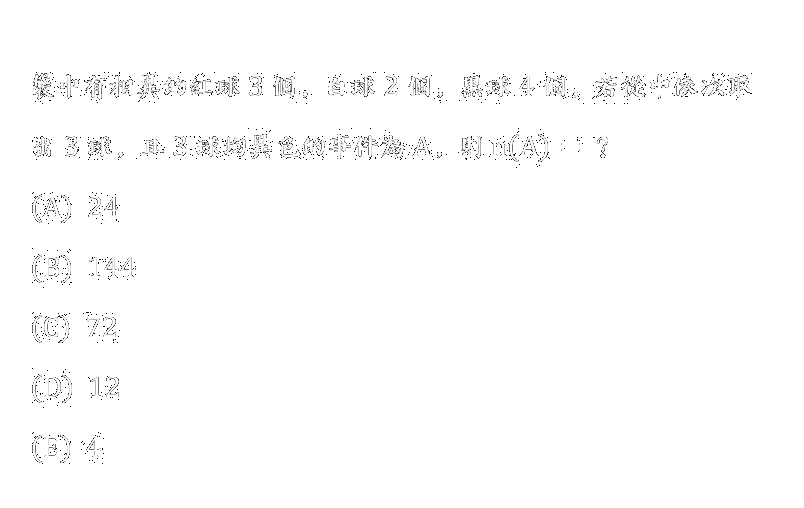 袋中有相異的紅球 3 個，白球 2 個，黑球 4 個。若從中逐次取
出 3 球，且 3 球均異色的事件為 A，則 n(A) = ？
(A) 24
(B) 144
(C) 72
(D) 12
(E) 4